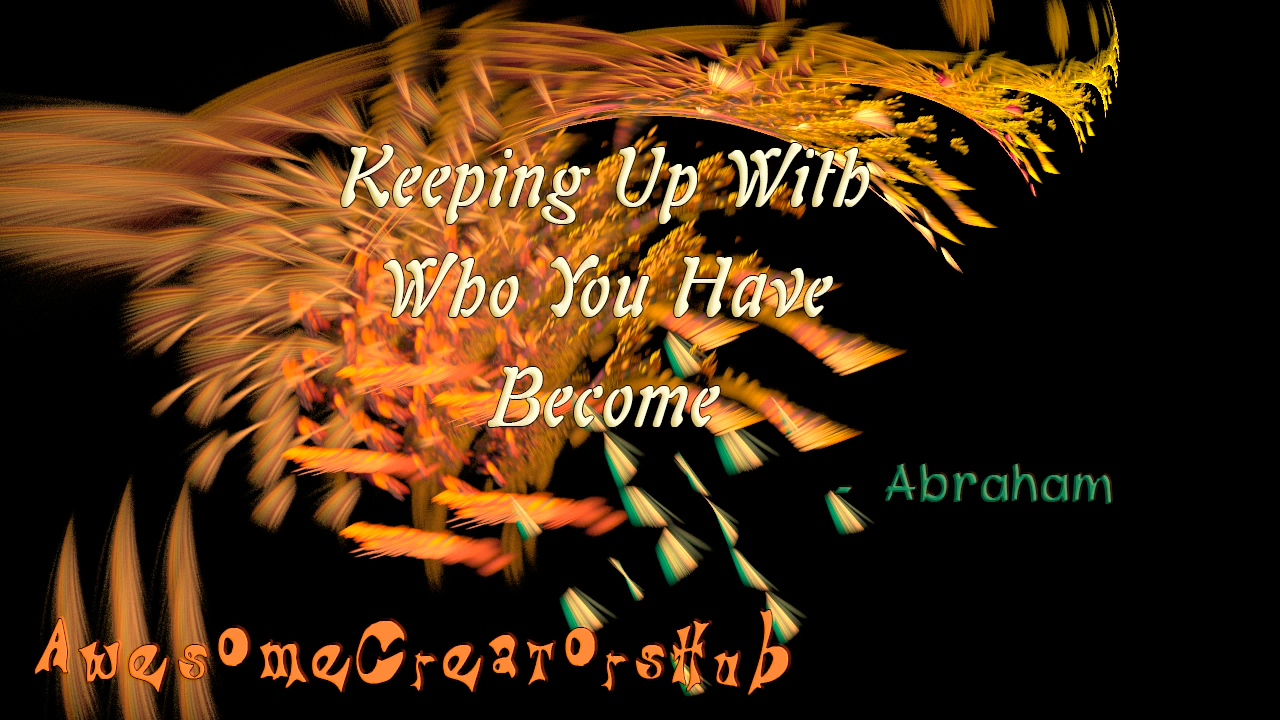 Keeping Up With
Who You Have
Become
- Abraham
AwesomeCreatorsHub